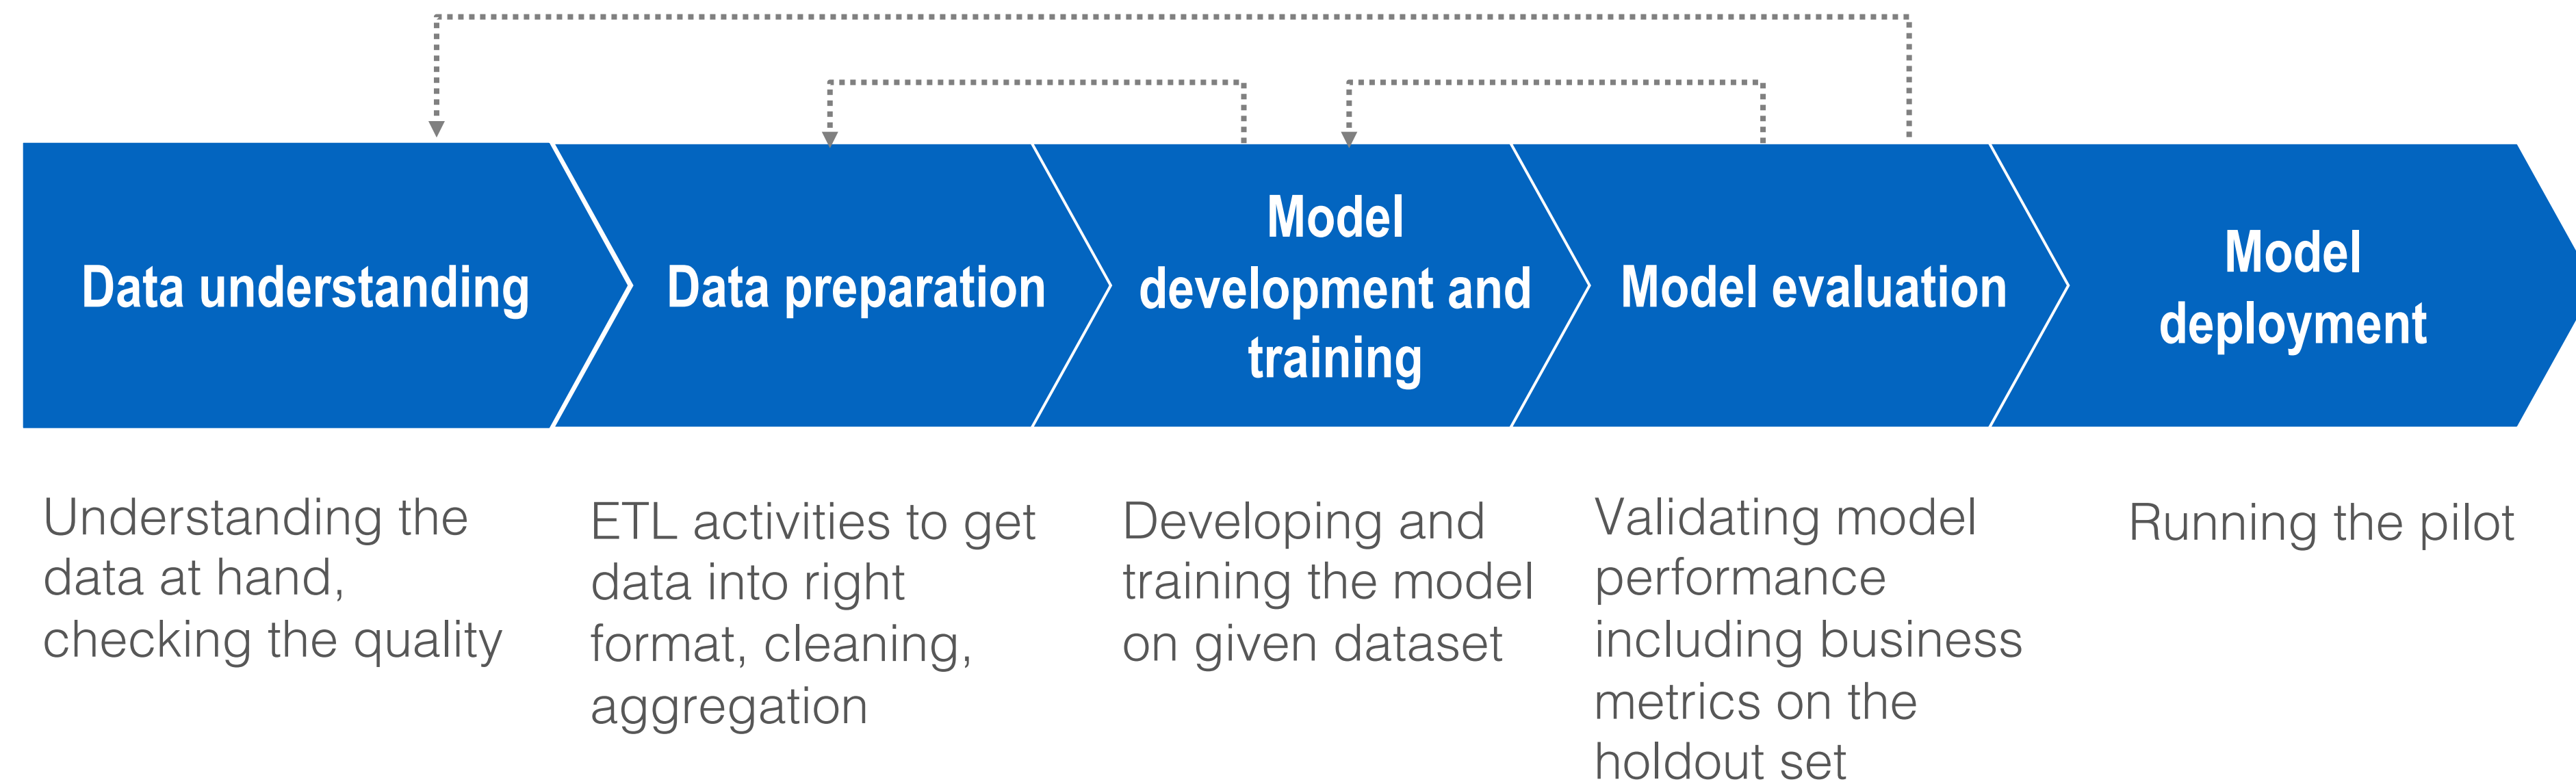 Data understanding
Data preparation
Model
development and
training
Model evaluation
Model
deployment
Understanding the
data at hand,
checking the quality
ETL activities to get
data into right
format, cleaning,
aggregation
Developing and
training the model
on given dataset
Validating model
performance
including business
metrics on the
holdout set
Running the pilot